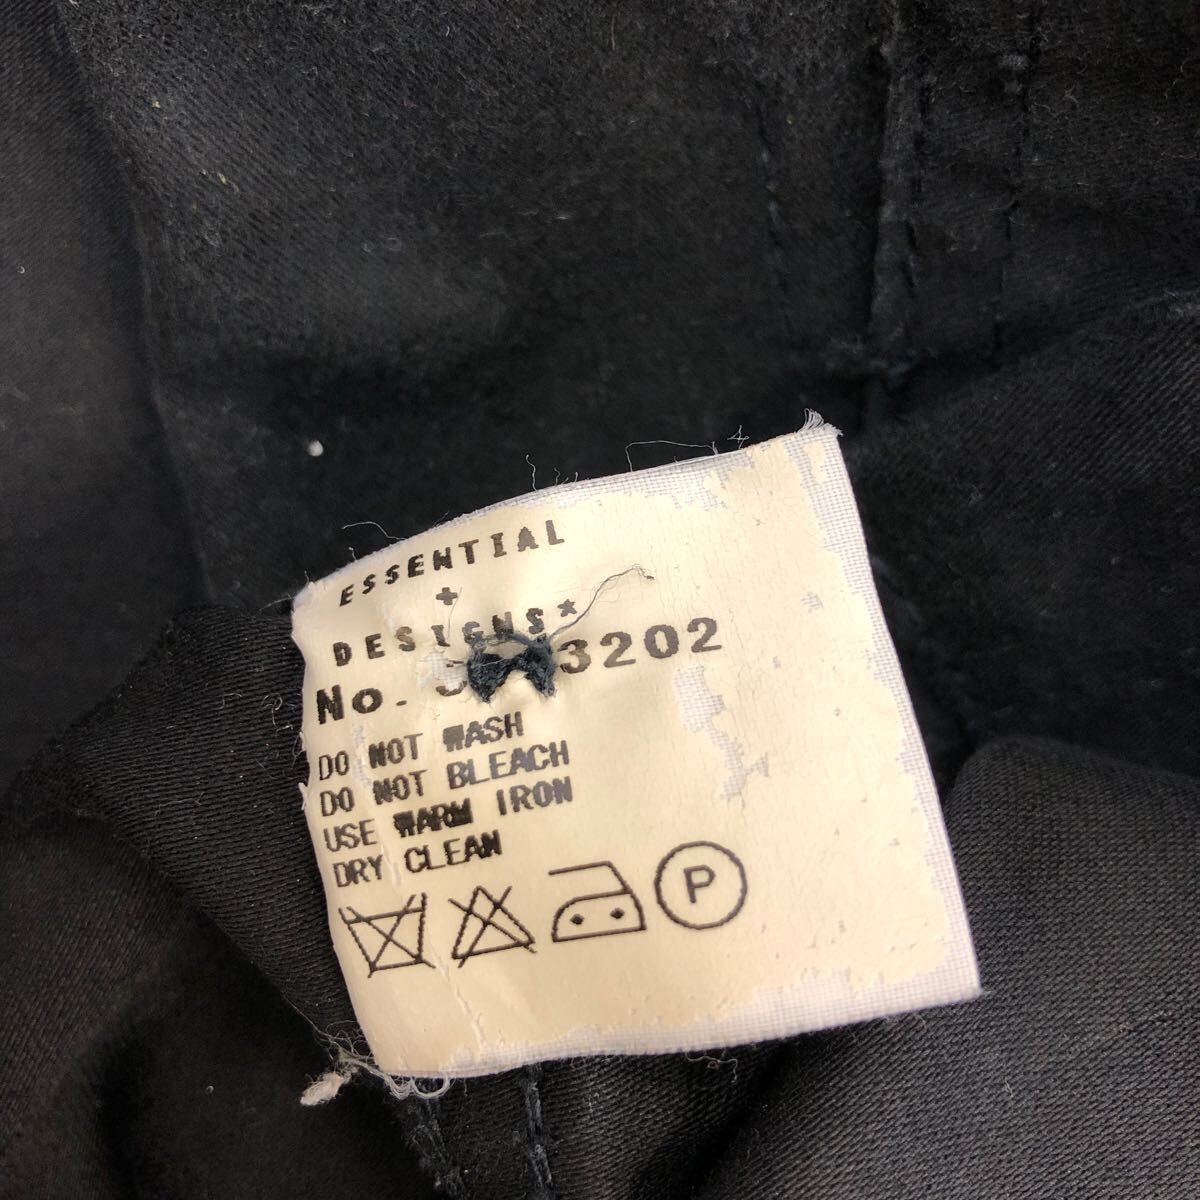 ESSENTIAL
+
DESIGNS*
No. 3202
DO NOT WASH
DO NOT BLEACH
USE WARM IRON
DRY CLEAN
P